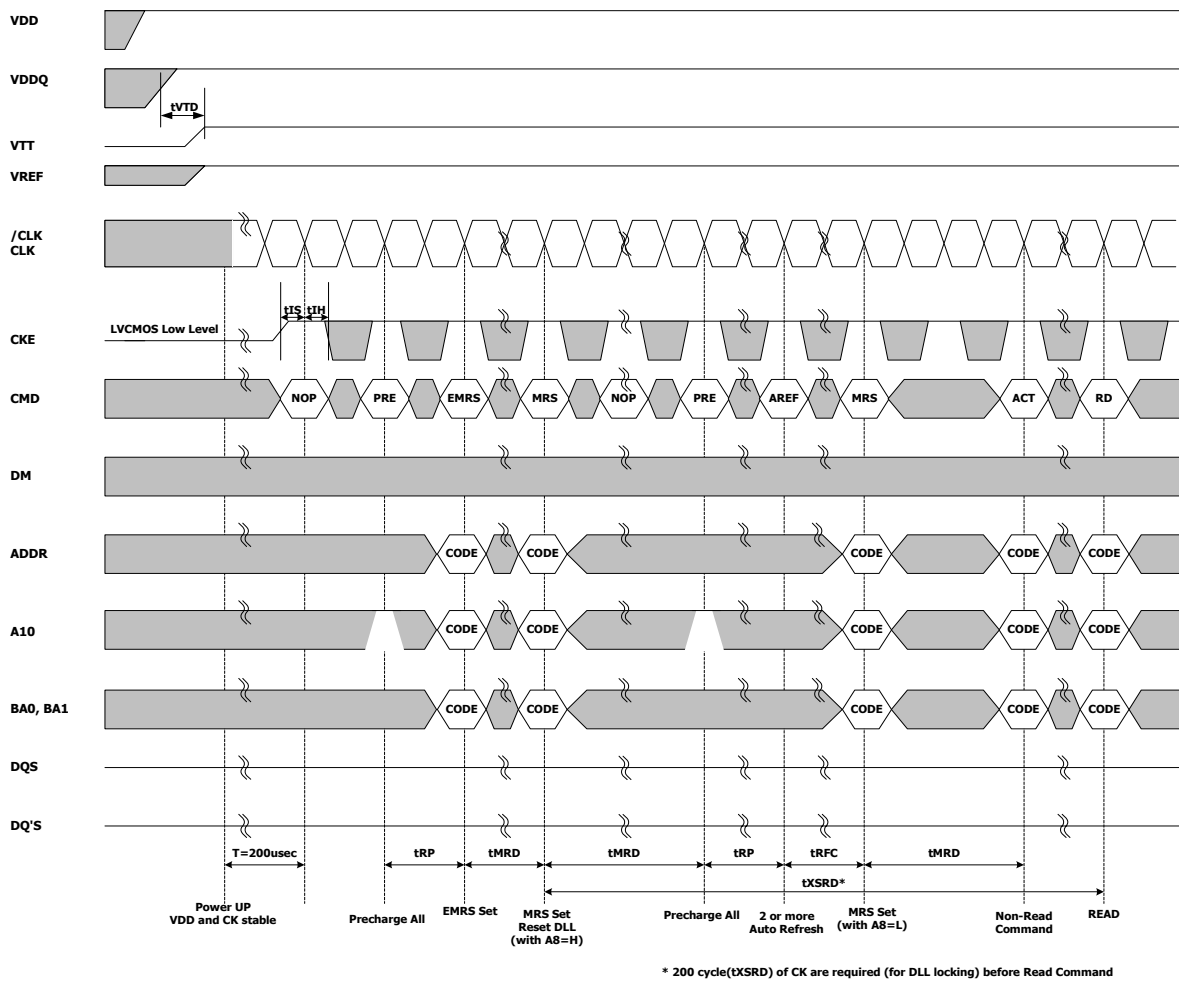 VDD
VDDQ
tVTD
VTT
VREF
/CLK
CLK
tIS tIH
LVCMOS Low Level
CKE
CMD NOP PRE EMRS MRS NOP PRE AREF MRS ACT RD
DM
ADDR CODE CODE CODE CODE CODE
A10 CODE CODE CODE CODE CODE
BA0, BA1 CODE CODE CODE CODE CODE
DQS
DQ'S
T=200usec tRP tMRD tMRD tRP tRFC tMRD
tXSRD*
Power UP
VDD and CK stable
Precharge All
EMRS Set
MRS Set
Reset DLL
(with A8=H)
Precharge All
2 or more
Auto Refresh
MRS Set
(with A8=L)
Non-Read
Command
READ
* 200 cycle(tXSRD) of CK are required (for DLL locking) before Read Command